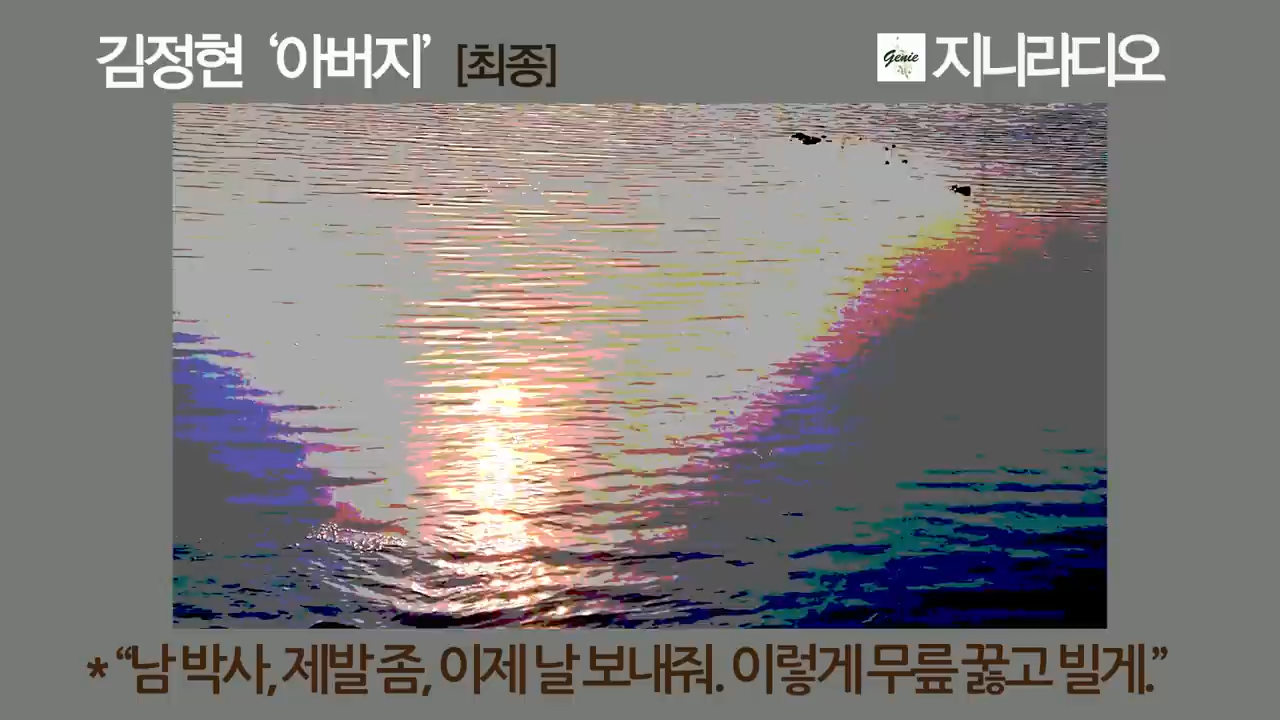 김정현 ‘아버지’ [최종]
Genie 지니라디오
* “남 박사, 제발 좀, 이제 날 보내줘. 이렇게 무릎 꿇고 빌게.”